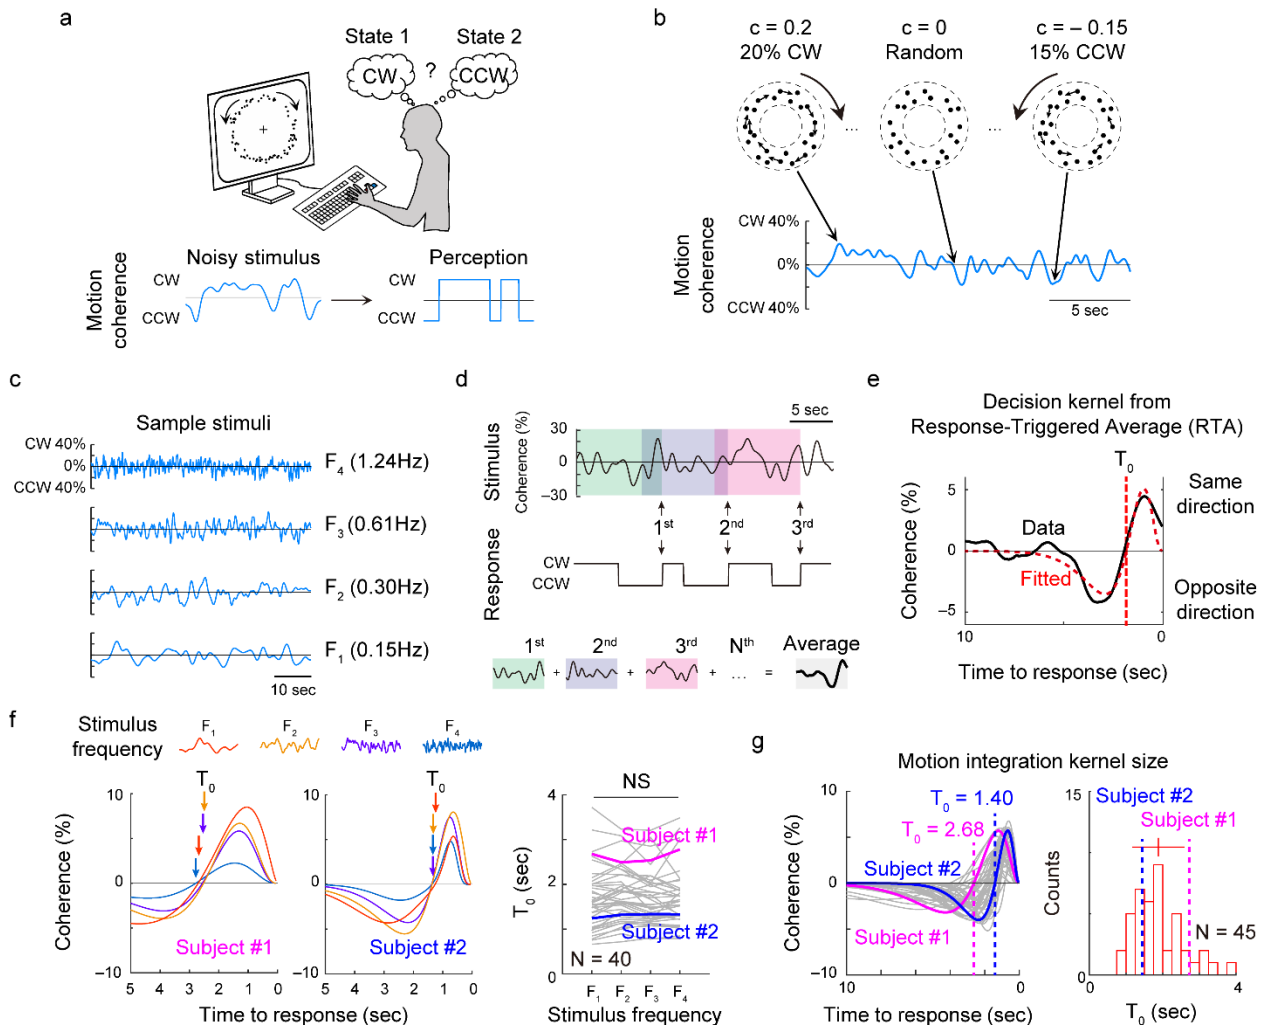 a
State 1
State 2
CW
?
CCW
Noisy stimulus
Perception
Motion
coherence
CW
CCW
CW
CCW
b
c = 0.2
20% CW
c = 0
Random
c = – 0.15
15% CCW
...
...
Motion
coherence
CW 40%
0%
CCW 40%
5 sec
c
Sample stimuli
CW 40%
0%
CCW 40%
F4 (1.24Hz)
F3 (0.61Hz)
F2 (0.30Hz)
F1 (0.15Hz)
10 sec
d
5 sec
Stimulus
Coherence (%)
30
0
–30
1st
2nd
3rd
Response
CW
CCW
1st
2nd
3rd
Nth
Average
+
+
+
...
=
e
Decision kernel from
Response-Triggered Average (RTA)
T0
Same
direction
Data
Fitted
Opposite
direction
Coherence (%)
5
0
–5
10
0
Time to response (sec)
f
Stimulus
frequency
F1
F2
F3
F4
T0
T0
Coherence (%)
10
0
–10
Subject #1
Subject #2
5 4 3 2 1 0
5 4 3 2 1 0
Time to response (sec)
NS
T0 (sec)
4
2
0
Subject #1
Subject #2
N = 40
F1 F2 F3 F4
Stimulus frequency
g
Motion integration kernel size
T0 = 1.40
T0 = 2.68
Subject #2
Subject #1
10
0
–10
10
0
Time to response (sec)
Subject #2
Subject #1
Counts
15
0
N = 45
0
4
T0 (sec)